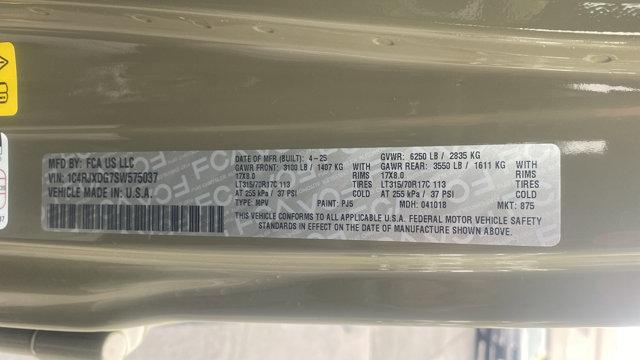 MFD BY: FCA US LLC
VIN: 1C4RJXDG7SW575037
VEHICLE MADE IN U.S.A.
DATE OF MFR (BUILT): 4-25 GVWR: 6250 LB / 2835 KG
GAWR FRONT: 3100 LB / 1407 KG WITH GAWR REAR: 3550 LB / 1611 KG WITH
17X8.0 RIMS 17X8.0 RIMS
LT315/70R17C 113 TIRES LT315/70R17C 113 TIRES
AT 255 kPa / 37 PSI COLD AT 255 kPa / 37 PSI COLD
TYPE: MPV PAINT: PJ5 MDH: 041018 MKT: 875
THIS VEHICLE CONFORMS TO ALL APPLICABLE U.S.A. FEDERAL MOTOR VEHICLE SAFETY
STANDARDS IN EFFECT ON THE DATE OF MANUFACTURE SHOWN ABOVE.